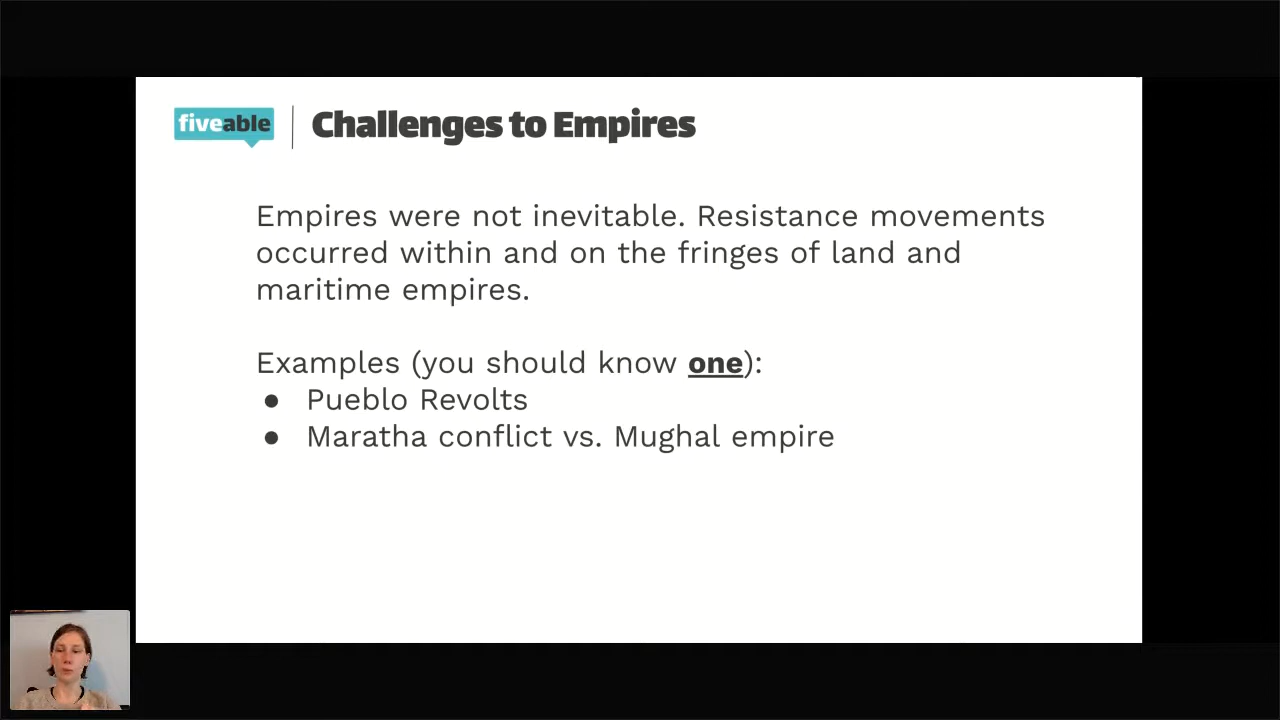 fiveable
Challenges to Empires
Empires were not inevitable. Resistance movements
occurred within and on the fringes of land and
maritime empires.
Examples (you should know one):
● Pueblo Revolts
● Maratha conflict vs. Mughal empire